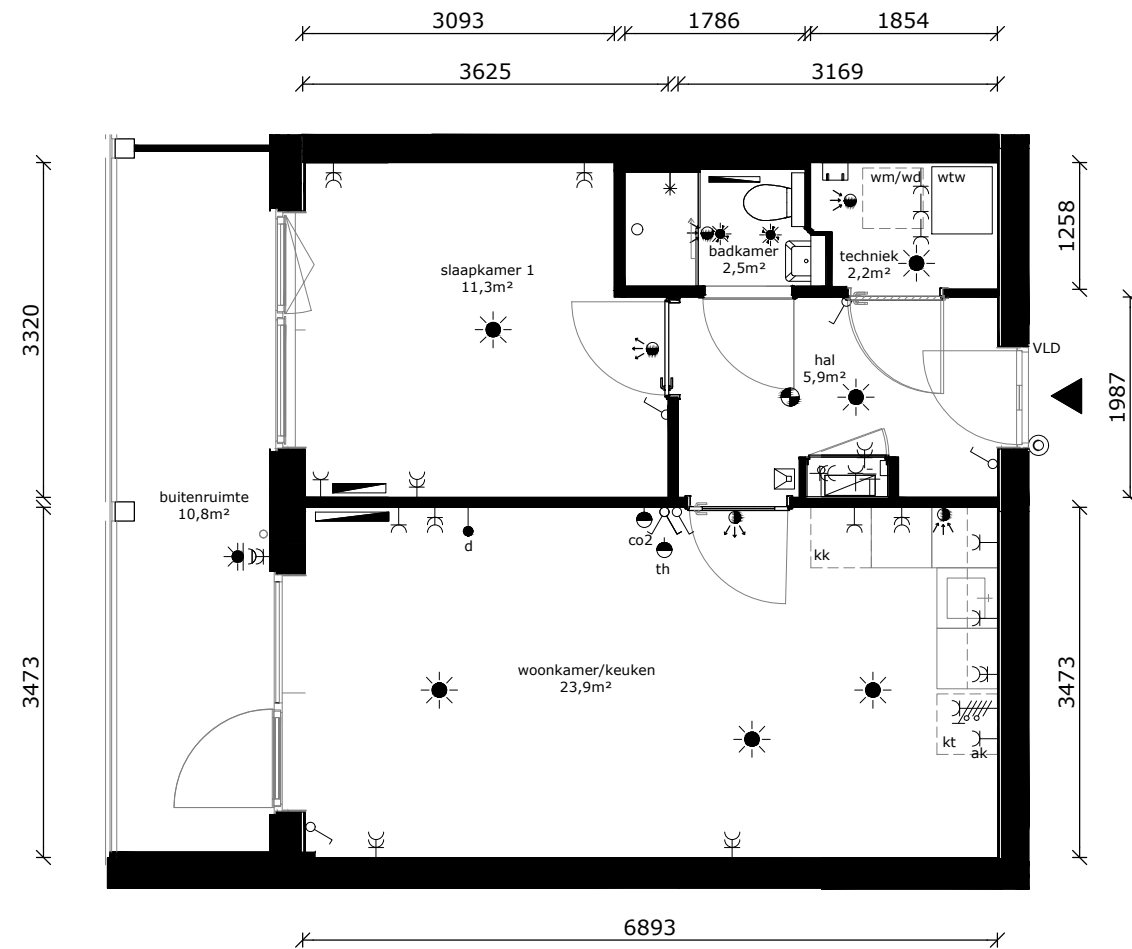 3093
1786
1854
3625
3169
wm/wd
wtw
1258
badkamer
2,5m²
techniek
2,2m²
slaapkamer 1
11,3m²
3320
VLD
hal
5,9m²
1987
buitenruimte
10,8m²
co2
d
th
kk
woonkamer/keuken
23,9m²
3473
3473
kt
ak
6893